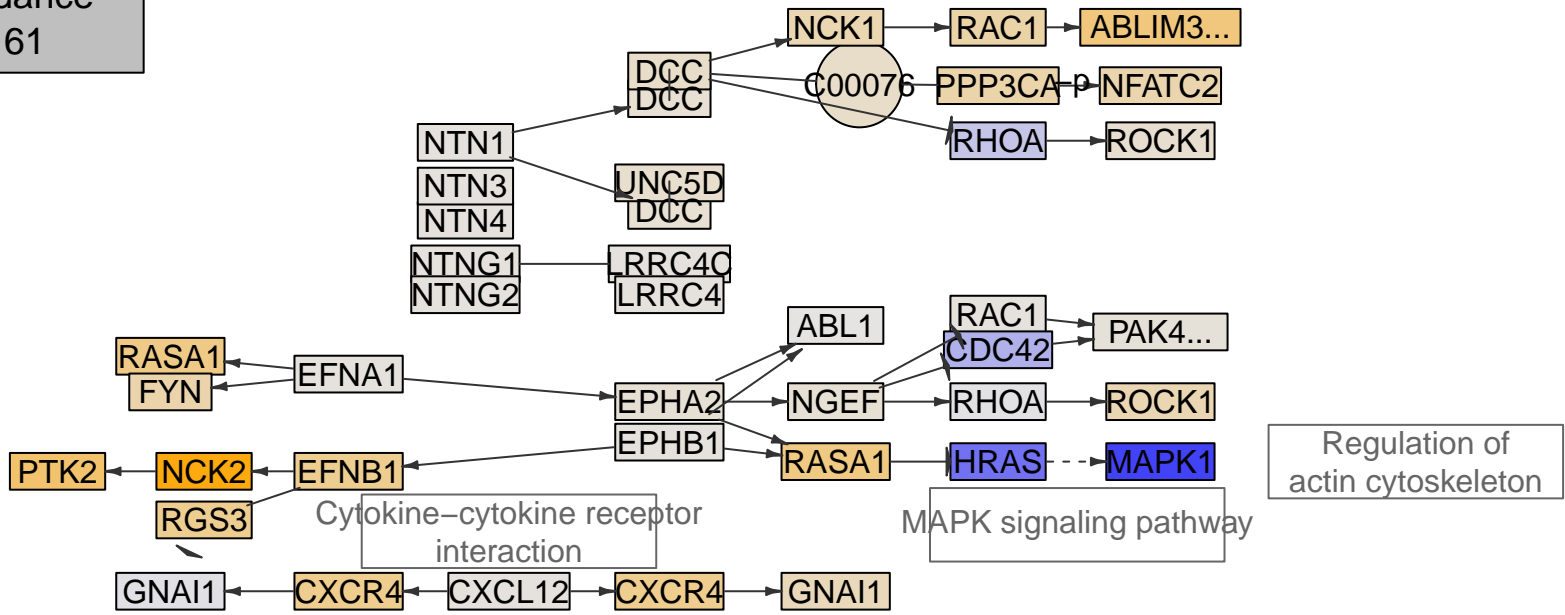 61
NCK1
RAC1
ABLIM3...
DCC
DCC
C00076
PPP3CA
+p
NFATC2
NTN1
RHOA
ROCK1
NTN3
NTN4
UNC5D
DCC
NTNG1
LRRC4C
NTNG2
LRRC4
ABL1
RAC1
CDC42
PAK4...
RASA1
FYN
EFNA1
EPHA2
NGEF
RHOA
ROCK1
EPHB1
PTK2
NCK2
EFNB1
RASA1
HRAS
MAPK1
Regulation of
actin cytoskeleton
RGS3
Cytokine−cytokine receptor
interaction
MAPK signaling pathway
GNAI1
CXCR4
CXCL12
CXCR4
GNAI1